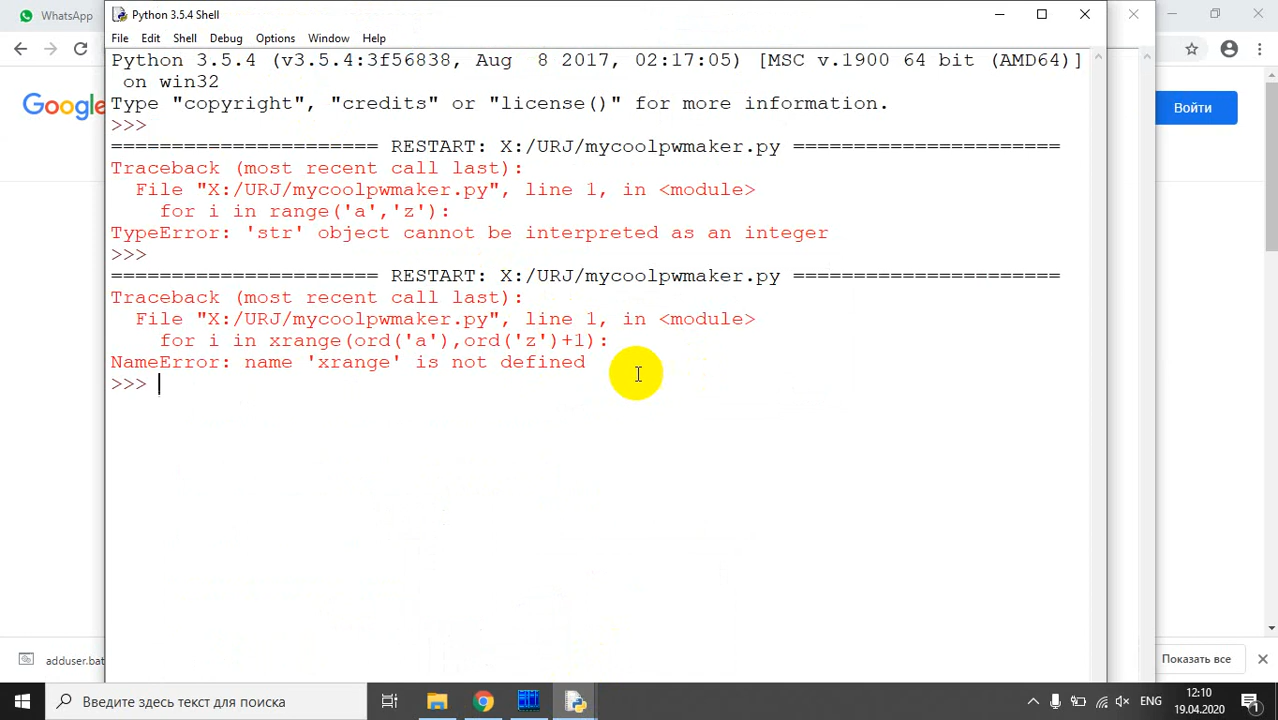 WhatsApp
Python 3.5.4 Shell
File Edit Shell Debug Options Window Help
Python 3.5.4 (v3.5.4:3f56838, Aug  8 2017, 02:17:05) [MSC v.1900 64 bit (AMD64)]
on win32
Type "copyright", "credits" or "license()" for more information.
>>>
====================== RESTART: X:/URJ/mycoolpwmaker.py ======================
Traceback (most recent call last):
File "X:/URJ/mycoolpwmaker.py", line 1, in <module>
for i in range('a','z'):
TypeError: 'str' object cannot be interpreted as an integer
>>>
====================== RESTART: X:/URJ/mycoolpwmaker.py ======================
Traceback (most recent call last):
File "X:/URJ/mycoolpwmaker.py", line 1, in <module>
for i in xrange(ord('a'),ord('z')+1):
NameError: name 'xrange' is not defined
>>>
Google
Войти
adduser.bat
Показать все
Введите здесь текст для поиска
ENG
12:10
19.04.2020
1